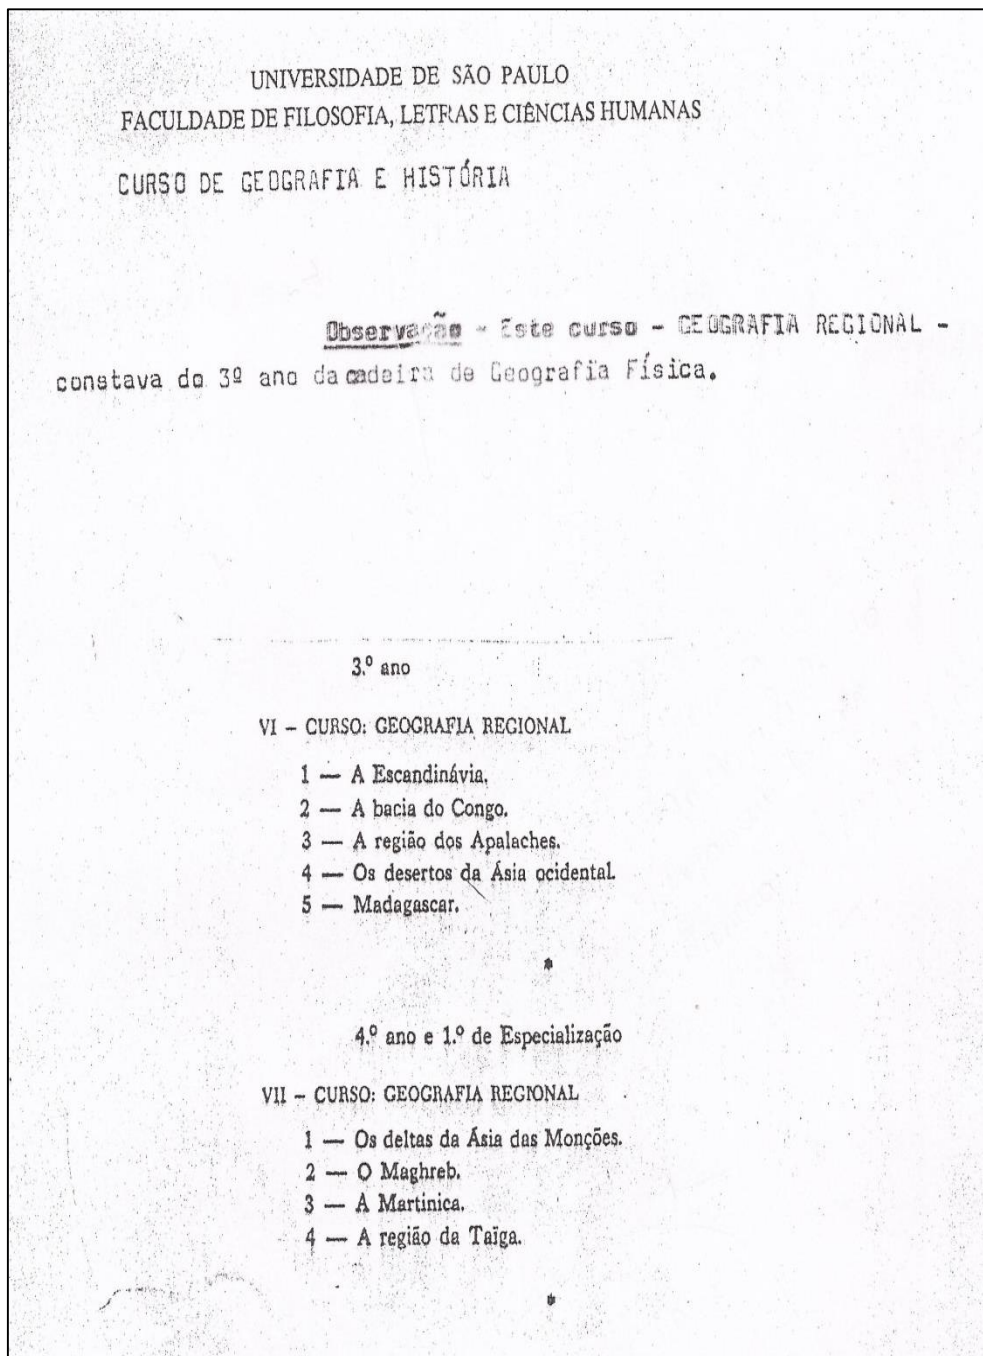 UNIVERSIDADE DE SÃO PAULO
FACULDADE DE FILOSOFIA, LETRAS E CIÊNCIAS HUMANAS
CURSO DE GEOGRAFIA E HISTÓRIA
Observação - Este curso - GEOGRAFIA REGIONAL -
constava do 3º ano da cadeira de Geografia Física.
3.º ano
VI – CURSO: GEOGRAFIA REGIONAL
1 — A Escandinávia.
2 — A bacia do Congo.
3 — A região dos Apalaches.
4 — Os desertos da Ásia ocidental.
5 — Madagascar.
*
4.º ano e 1.º de Especialização
VII – CURSO: GEOGRAFIA REGIONAL
1 — Os deltas da Ásia das Monções.
2 — O Maghreb.
3 — A Martinica.
4 — A região da Taïga.
*